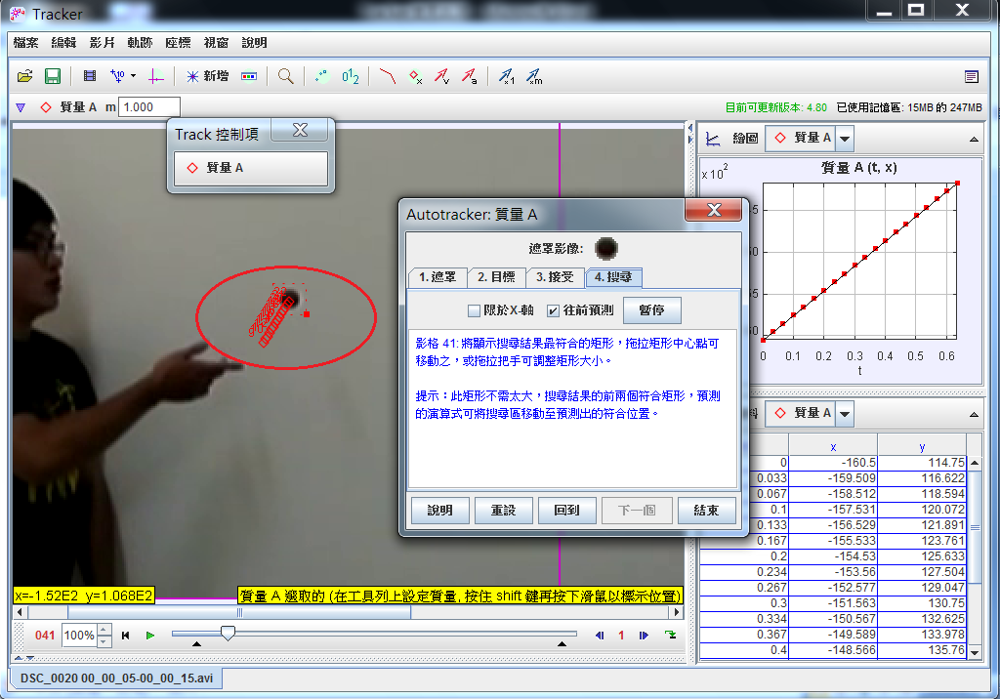 Tracker
檔案 編輯 影片 軌跡 座標 視窗 說明
新增
質量 A m 1.000
目前可更新版本: 4.80 已使用記憶區: 15MB 的 247MB
Track 控制項
質量 A
繪圖 質量 A
質量 A (t, x)
x 10²
0 0.1 0.2 0.3 0.4 0.5 0.6
t
Autotracker: 質量 A
遮罩影像:
1. 遮罩 2. 目標 3. 接受 4. 搜尋
限於X-軸 往前預測 暫停
影格 41: 將顯示搜尋結果最符合的矩形，拖拉矩形中心點可
移動之，或拖拉把手可調整矩形大小。
提示：此矩形不需太大，搜尋結果的前兩個符合矩形，預測
的演算式可將搜尋區移動至預測出的符合位置。
說明 重設 回到 下一個 結束
質量 A
x y
0 -160.5 114.75
0.033 -159.509 116.622
0.067 -158.512 118.594
0.1 -157.531 120.072
0.133 -156.529 121.891
0.167 -155.533 123.761
0.2 -154.53 125.633
0.234 -153.56 127.504
0.267 -152.577 129.047
0.3 -151.563 130.75
0.334 -150.567 132.625
0.367 -149.589 133.978
0.4 -148.566 135.76
x=-1.52E2 y=1.068E2
質量 A 選取的 (在工具列上設定質量, 按住 shift 鍵再按下滑鼠以標示位置)
041 100% 1
DSC_0020 00_00_05-00_00_15.avi